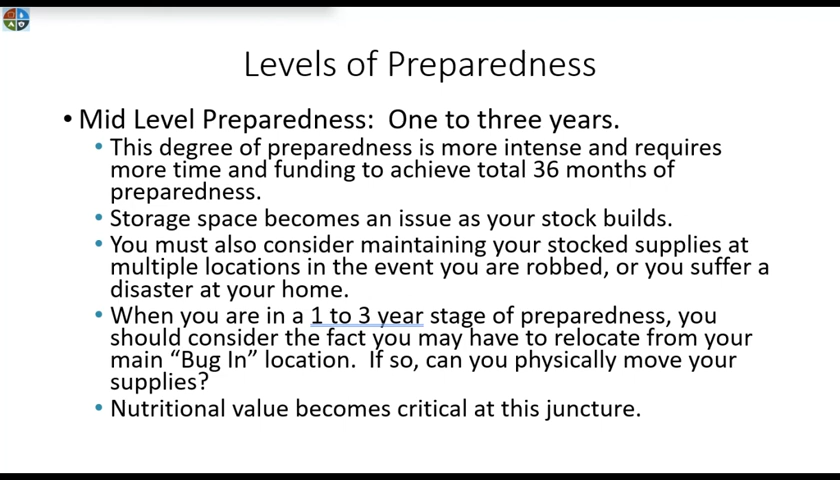 Levels of Preparedness
• Mid Level Preparedness:  One to three years.
• This degree of preparedness is more intense and requires
more time and funding to achieve total 36 months of
preparedness.
• Storage space becomes an issue as your stock builds.
• You must also consider maintaining your stocked supplies at
multiple locations in the event you are robbed, or you suffer a
disaster at your home.
• When you are in a 1 to 3 year stage of preparedness, you
should consider the fact you may have to relocate from your
main “Bug In” location.  If so, can you physically move your
supplies?
• Nutritional value becomes critical at this juncture.